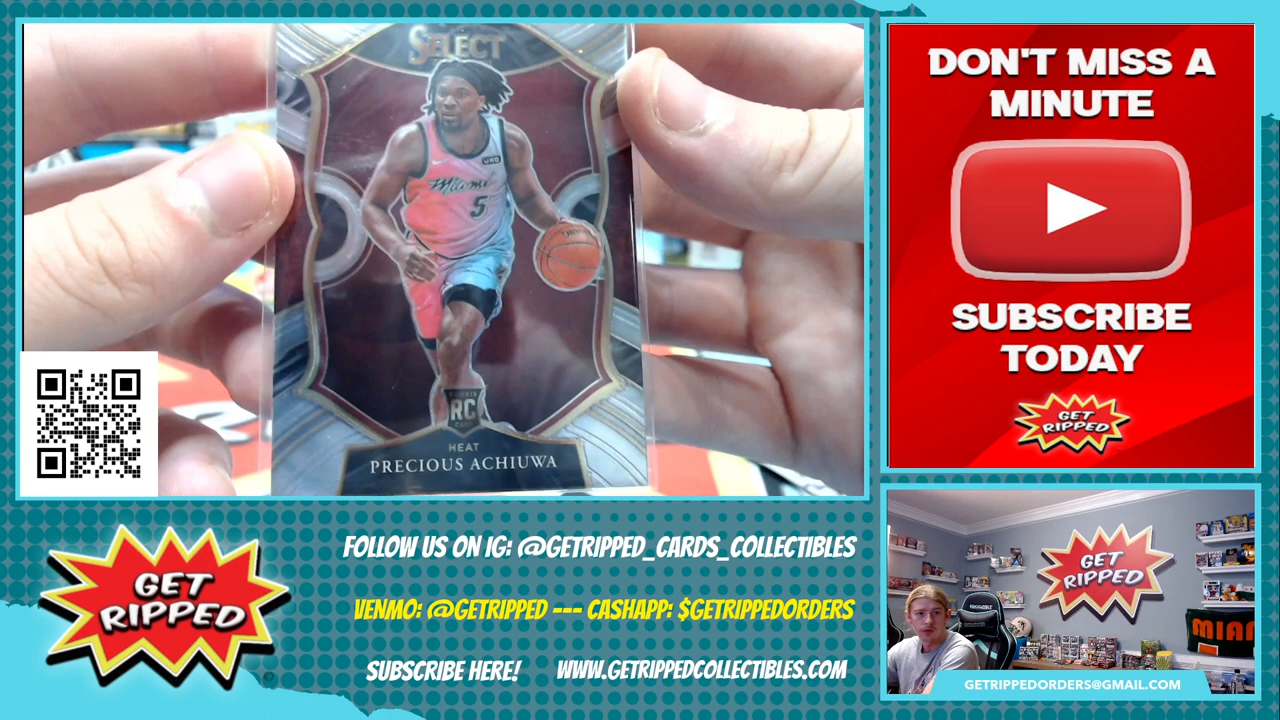 SELECT
UKG
Miami
5
RC
HEAT
PRECIOUS ACHIUWA
DON'T MISS A
MINUTE
SUBSCRIBE
TODAY
GET
RIPPED
GET
RIPPED
FOLLOW US ON IG: @GETRIPPED_CARDS_COLLECTIBLES
VENMO: @GETRIPPED --- CASHAPP: $GETRIPPEDORDERS
SUBSCRIBE HERE!
WWW.GETRIPPEDCOLLECTIBLES.COM
GET
RIPPED
MIAMI
GETRIPPEDORDERS@GMAIL.COM